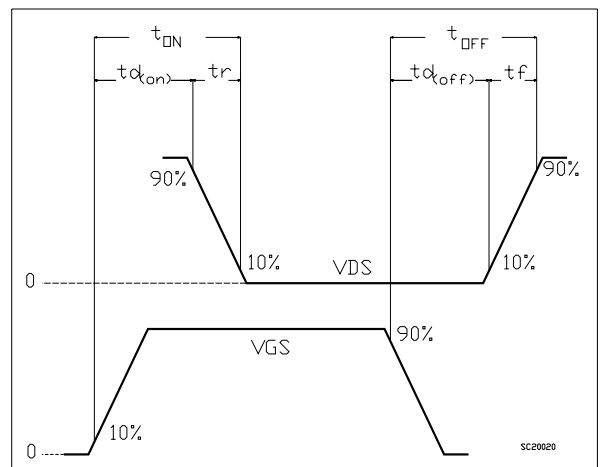 tON tOFF
td(on) tr td(off) tf
90% 90%
10% VDS 10%
0
VGS 90%
10%
0 SC20020